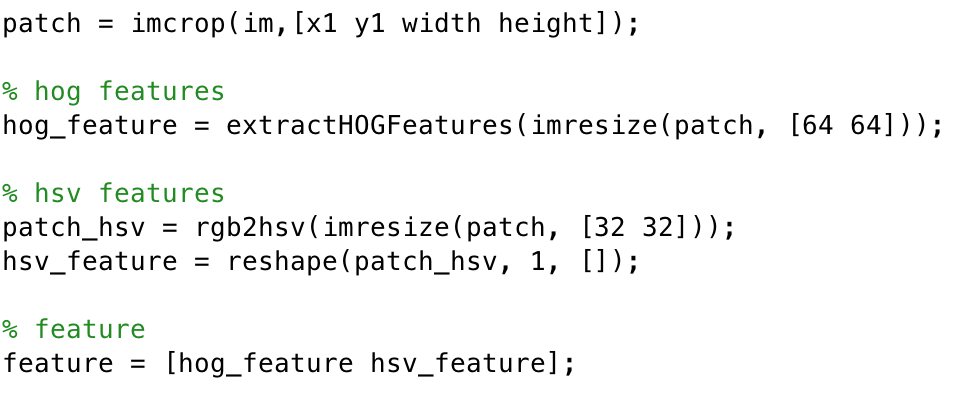 patch = imcrop(im,[x1 y1 width height]);
% hog features
hog_feature = extractHOGFeatures(imresize(patch, [64 64]));
% hsv features
patch_hsv = rgb2hsv(imresize(patch, [32 32]));
hsv_feature = reshape(patch_hsv, 1, []);
% feature
feature = [hog_feature hsv_feature];